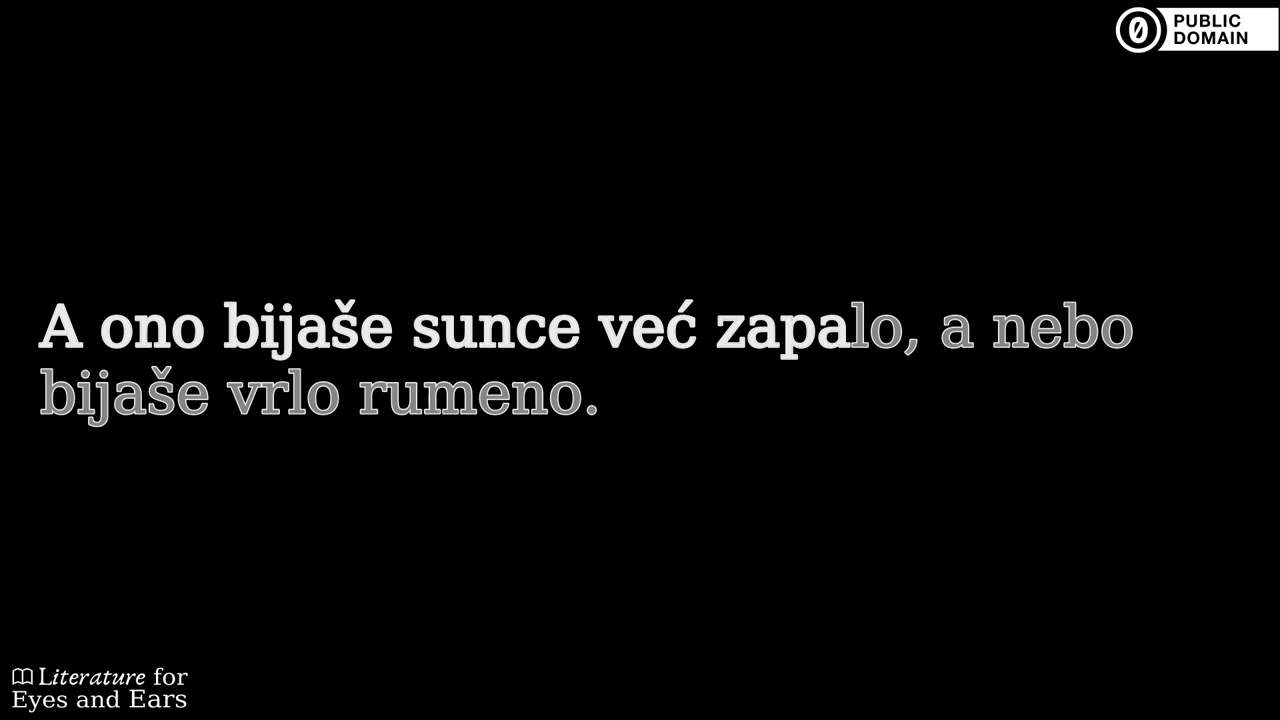 PUBLIC
DOMAIN
A ono bijaše sunce već zapalo, a nebo
bijaše vrlo rumeno.
Literature for
Eyes and Ears